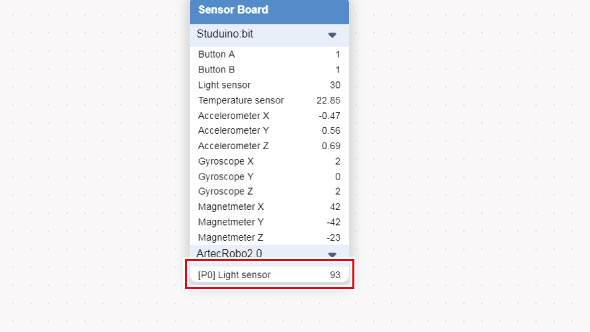 Sensor Board
Studuino:bit
Button A 1
Button B 1
Light sensor 30
Temperature sensor 22.85
Accelerometer X -0.47
Accelerometer Y 0.56
Accelerometer Z 0.69
Gyroscope X 2
Gyroscope Y 0
Gyroscope Z 2
Magnetmeter X 42
Magnetmeter Y -42
Magnetmeter Z -23
ArtecRobo2.0
[P0] Light sensor 93